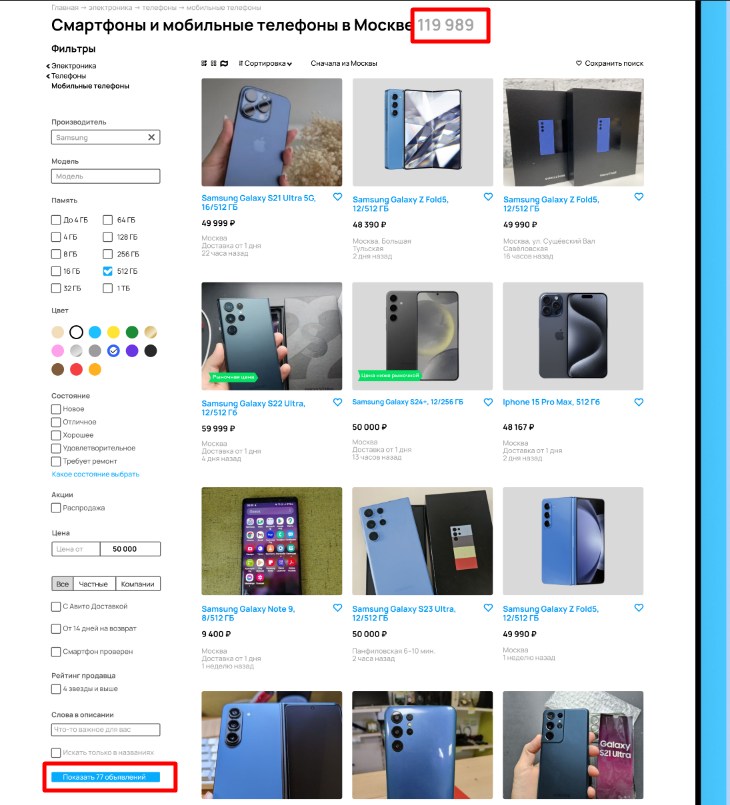 Главная → электроника → телефоны → мобильные телефоны
Смартфоны и мобильные телефоны в Москве 119 989
Фильтры
Электроника
Телефоны
Мобильные телефоны
Сортировка
Сначала из Москвы
Сохранить поиск
Производитель
Samsung
Модель
Модель
Память
До 4 ГБ 64 ГБ
4 ГБ 128 ГБ
8 ГБ 256 ГБ
16 ГБ 512 ГБ
32 ГБ 1 ТБ
Цвет
Состояние
Новое
Отличное
Хорошее
Удовлетворительное
Требует ремонт
Какое состояние выбрать
Акции
Распродажа
Цена
Цена от 50 000
Все Частные Компании
С Авито Доставкой
От 14 дней на возврат
Смартфон проверен
Рейтинг продавца
4 звезды и выше
Слова в описании
Что-то важное для вас
Искать только в названиях
Показать 77 объявлений
Samsung Galaxy S21 Ultra 5G,
16/512 ГБ
49 999 ₽
Москва
Доставка от 1 дня
22 часа назад
Samsung Galaxy Z Fold5,
12/512 ГБ
48 390 ₽
Москва, Большая
Тульская
2 дня назад
Samsung Galaxy Z Fold5,
12/512 ГБ
49 990 ₽
Москва, ул. Сущёвский Вал
Савёловская
16 часов назад
Рыночная цена
Samsung Galaxy S22 Ultra,
12/512 ГБ
59 999 ₽
Москва
Доставка от 1 дня
4 дня назад
Цена ниже рыночной
Samsung Galaxy S24+, 12/256 ГБ
50 000 ₽
Москва
Доставка от 1 дня
13 часов назад
Iphone 15 Pro Max, 512 Гб
48 167 ₽
Москва
Доставка от 1 дня
2 дня назад
Samsung Galaxy Note 9,
8/512 ГБ
9 400 ₽
Москва
Доставка от 1 дня
1 неделю назад
Samsung Galaxy S23 Ultra,
12/512 ГБ
50 000 ₽
Панфиловская 6–10 мин.
2 часа назад
Samsung Galaxy Z Fold5,
12/512 ГБ
49 990 ₽
Москва
1 неделю назад
Galaxy
S21 Ultra